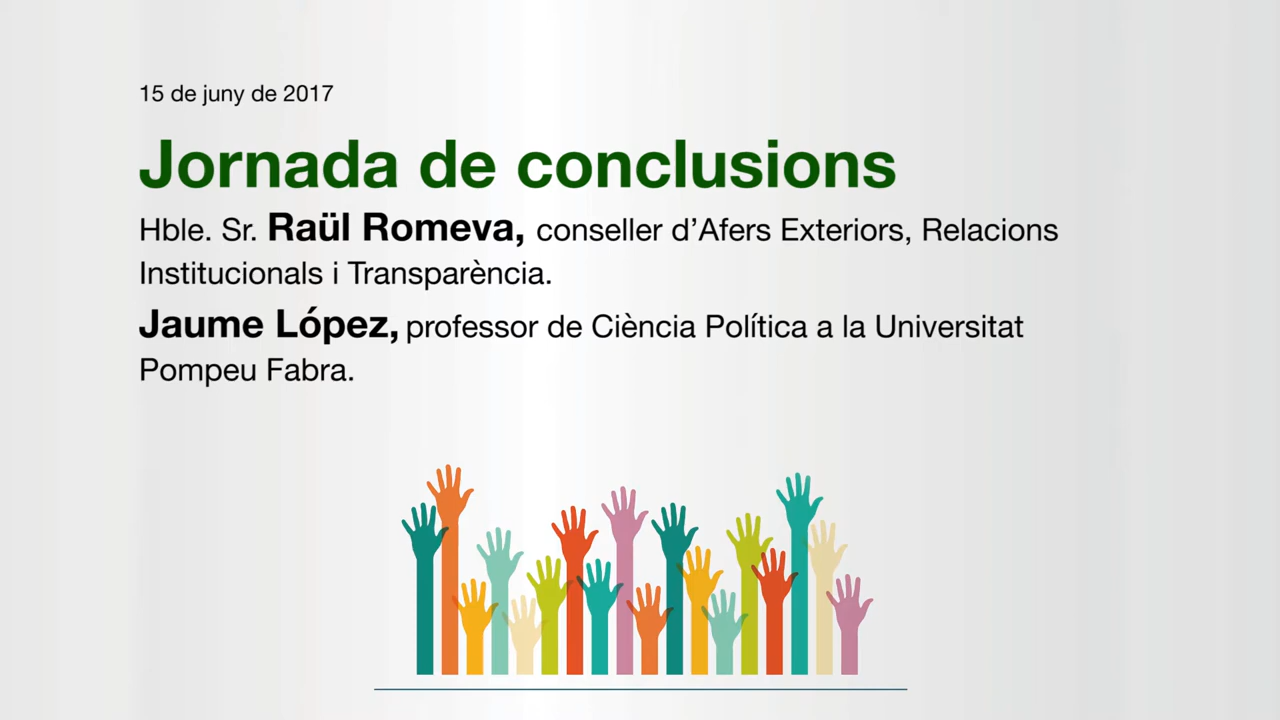 15 de juny de 2017
Jornada de conclusions
Hble. Sr. Raül Romeva, conseller d’Afers Exteriors, Relacions
Institucionals i Transparència.
Jaume López, professor de Ciència Política a la Universitat
Pompeu Fabra.